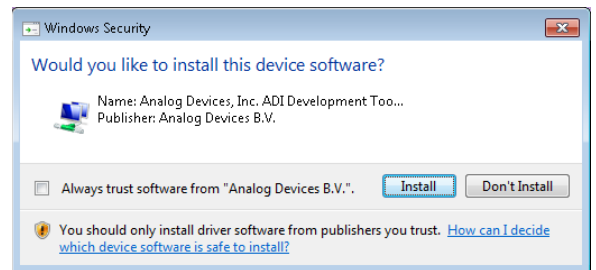 Windows Security
Would you like to install this device software?
Name: Analog Devices, Inc. ADI Development Too...
Publisher: Analog Devices B.V.
Always trust software from "Analog Devices B.V.". Install Don't Install
You should only install driver software from publishers you trust. How can I decide
which device software is safe to install?